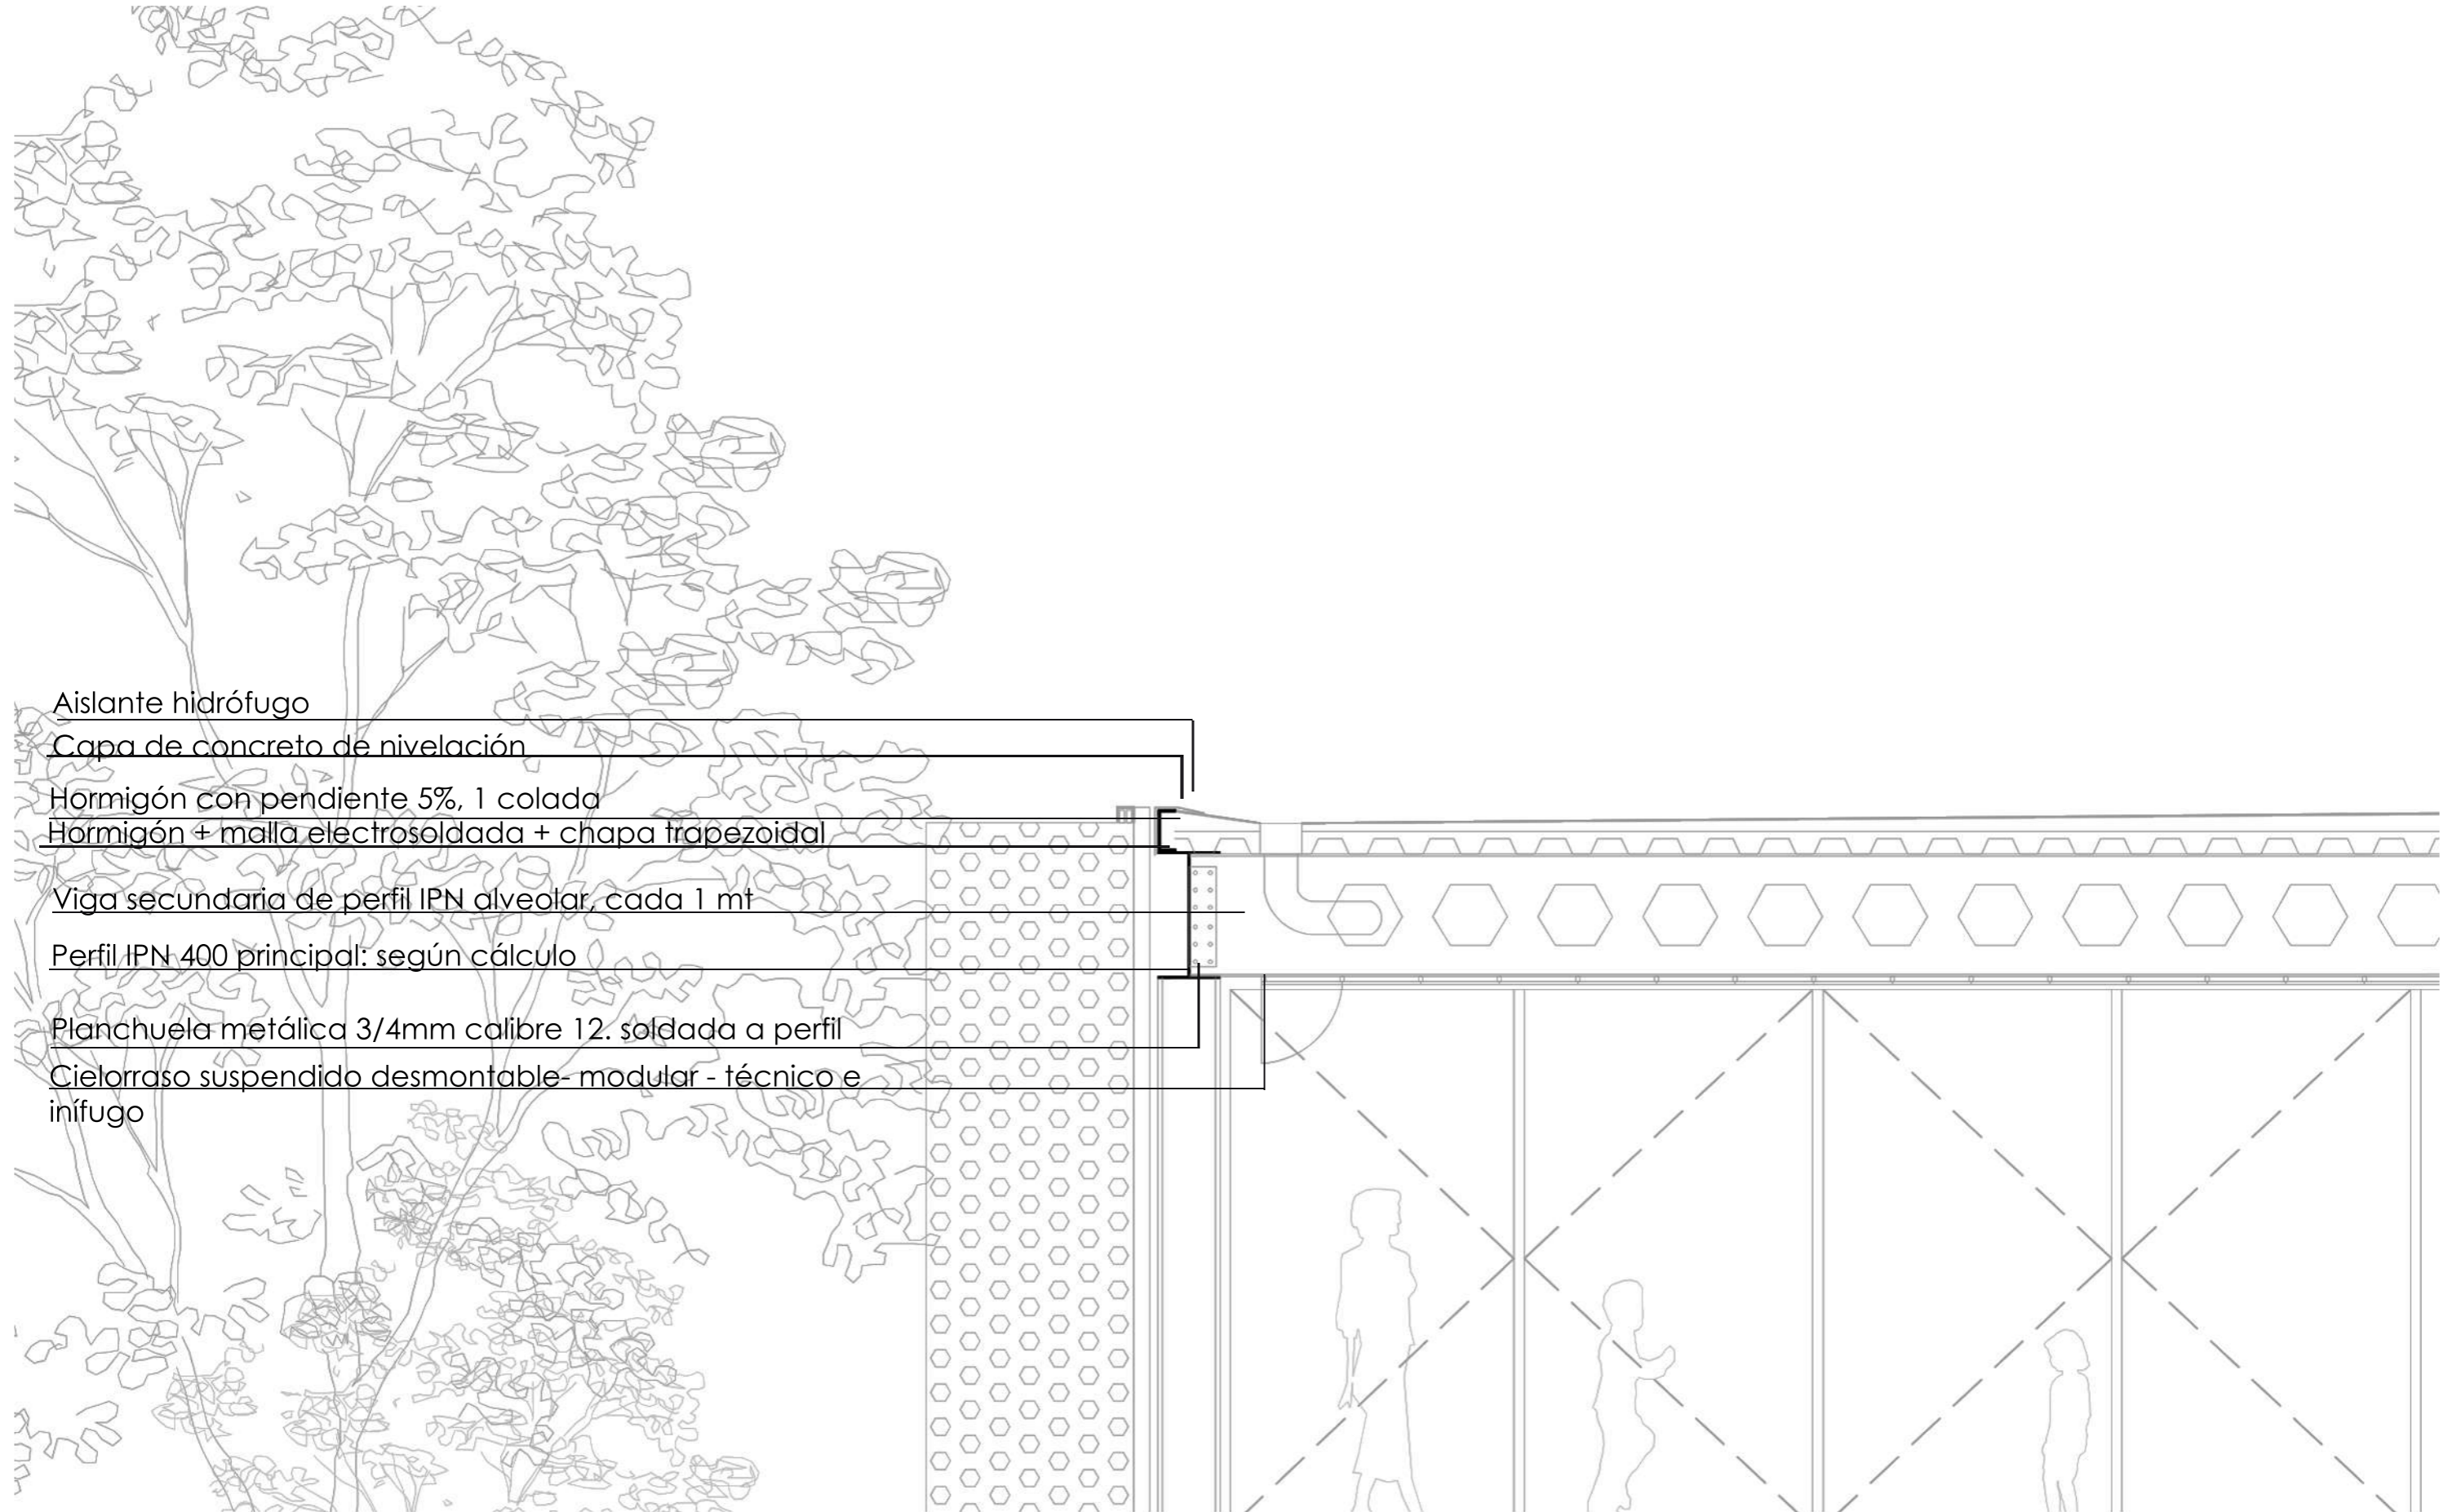 Aislante hidrófugo
Capa de concreto de nivelación
Hormigón con pendiente 5%, 1 colada
Hormigón + malla electrosoldada + chapa trapezoidal
Viga secundaria de perfil IPN alveolar, cada 1 mt
Perfil IPN 400 principal: según cálculo
Planchuela metálica 3/4mm calibre 12. soldada a perfil
Cielorraso suspendido desmontable- modular - técnico e
inífugo